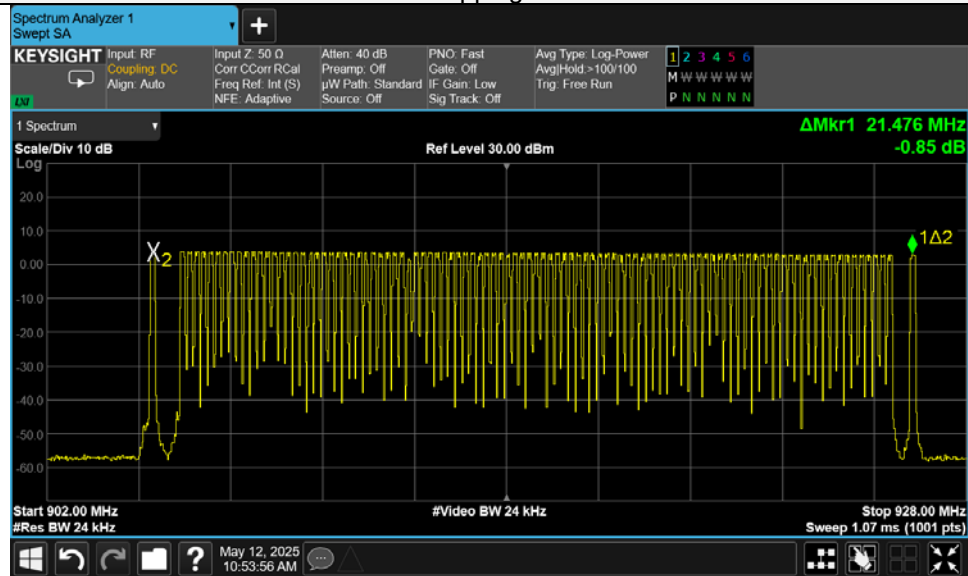 Spectrum Analyzer 1
Swept SA
+
KEYSIGHT
LXI
Input: RF
Coupling: DC
Align: Auto
Input Z: 50 Ω
Corr CCorr RCal
Freq Ref: Int (S)
NFE: Adaptive
Atten: 40 dB
Preamp: Off
µW Path: Standard
Source: Off
PNO: Fast
Gate: Off
IF Gain: Low
Sig Track: Off
Avg Type: Log-Power
Avg|Hold:>100/100
Trig: Free Run
1 2 3 4 5 6
M W W W W W
P N N N N N
1 Spectrum
ΔMkr1 21.476 MHz
Scale/Div 10 dB
Ref Level 30.00 dBm
-0.85 dB
Log
20.0
10.0
0.00
-10.0
-20.0
-30.0
-40.0
-50.0
-60.0
X2
1Δ2
Start 902.00 MHz
#Video BW 24 kHz
Stop 928.00 MHz
#Res BW 24 kHz
Sweep 1.07 ms (1001 pts)
?
May 12, 2025
10:53:56 AM